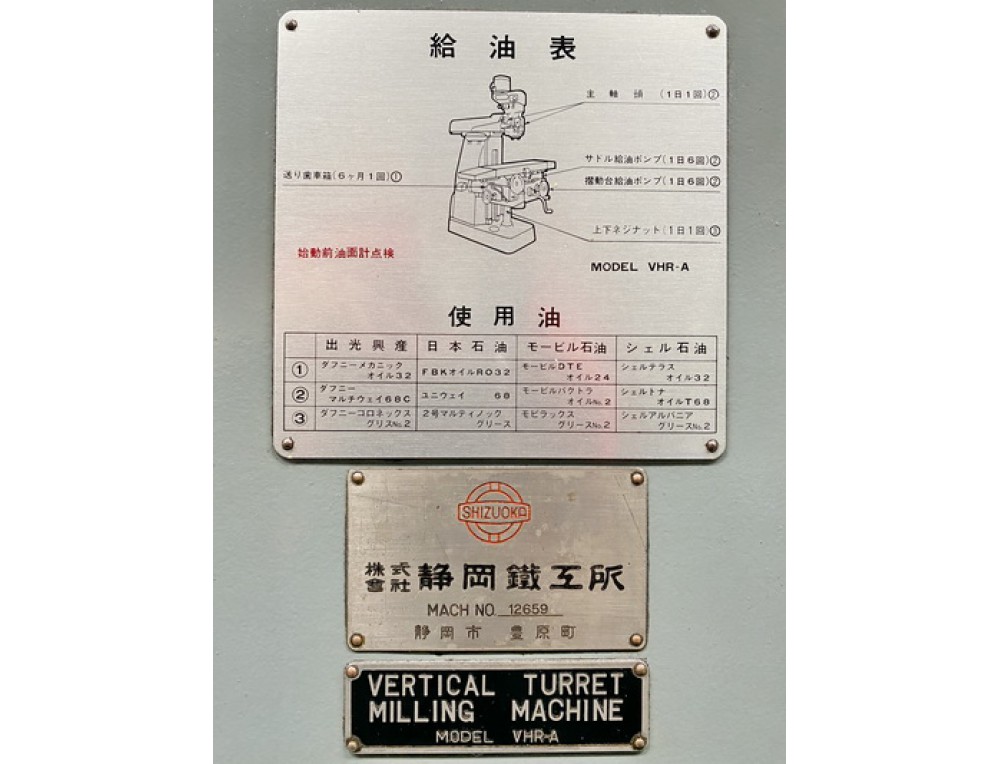 給油表
主軸頭 (1日1回)②
サドル給油ポンプ(1日6回)②
送り歯車箱(6ヶ月1回)①
摺動台給油ポンプ(1日6回)②
上下ネジナット(1日1回)③
始動前油面計点検
MODEL VHR-A
使用油
出光興産 日本石油 モービル石油 シェル石油
① ダフニーメカニックオイル32 FBKオイルRO32 モービルDTEオイル24 シェルテラスオイル32
② ダフニーマルチウェイ68C ユニウェイ 68 モービルバクトラオイルNo.2 シェルトナオイルT68
③ ダフニーコロネックスグリスNo.2 2号マルティノックグリース モビラックスグリースNo.2 シェルアルバニアグリースNo.2
SHIZUOKA
株式會社 静岡鐵工所
MACH NO. 12659
静岡市 豊原町
VERTICAL TURRET
MILLING MACHINE
MODEL VHR-A